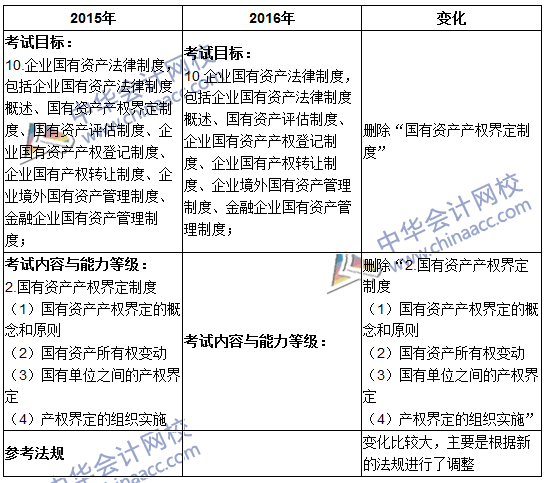 2015年
2016年
变化
考试目标：
10.企业国有资产法律制度，
包括企业国有资产法律制度
概述、国有资产产权界定制
度、国有资产评估制度、企
业国有资产产权登记制度、
企业国有产权转让制度、企
业境外国有资产管理制度、
金融企业国有资产管理制
度；
考试目标：
10.企业国有资产法律制度，
包括企业国有资产法律制度
概述、国有资产评估制度、
企业国有资产产权登记制
度、企业国有产权转让制
度、企业境外国有资产管理
制度、金融企业国有资产管
理制度；
删除“国有资产产权界定制
度”
考试内容与能力等级：
2.国有资产产权界定制度
（1）国有资产产权界定的概
念和原则
（2）国有资产所有权变动
（3）国有单位之间的产权界
定
（4）产权界定的组织实施
考试内容与能力等级：
删除“2.国有资产产权界定
制度
（1）国有资产产权界定的概
念和原则
（2）国有资产所有权变动
（3）国有单位之间的产权界
定
（4）产权界定的组织实施”
参考法规
变化比较大，主要是根据新
的法规进行了调整
中华会计网校
www.chinaacc.com
中华会计网校
www.chinaacc.com
中华会计网校
www.chinaacc.com